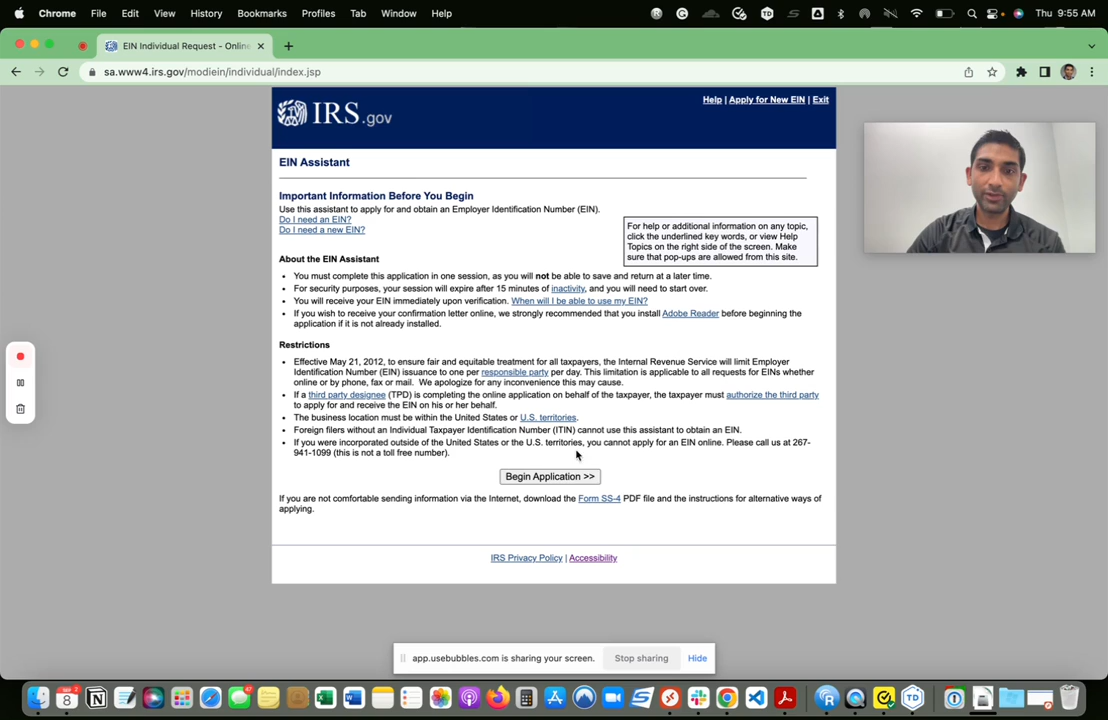 Chrome File Edit View History Bookmarks Profiles Tab Window Help
Thu 9:55 AM
EIN Individual Request - Online
sa.www4.irs.gov/modiein/individual/index.jsp
Help | Apply for New EIN | Exit
IRS.gov
EIN Assistant
Important Information Before You Begin
Use this assistant to apply for and obtain an Employer Identification Number (EIN).
Do I need an EIN?
Do I need a new EIN?
For help or additional information on any topic,
click the underlined key words, or view Help
Topics on the right side of the screen. Make
sure that pop-ups are allowed from this site.
About the EIN Assistant
You must complete this application in one session, as you will not be able to save and return at a later time.
For security purposes, your session will expire after 15 minutes of inactivity, and you will need to start over.
You will receive your EIN immediately upon verification. When will I be able to use my EIN?
If you wish to receive your confirmation letter online, we strongly recommended that you install Adobe Reader before beginning the
application if it is not already installed.
Restrictions
Effective May 21, 2012, to ensure fair and equitable treatment for all taxpayers, the Internal Revenue Service will limit Employer
Identification Number (EIN) issuance to one per responsible party per day. This limitation is applicable to all requests for EINs whether
online or by phone, fax or mail. We apologize for any inconvenience this may cause.
If a third party designee (TPD) is completing the online application on behalf of the taxpayer, the taxpayer must authorize the third party
to apply for and receive the EIN on his or her behalf.
The business location must be within the United States or U.S. territories.
Foreign filers without an Individual Taxpayer Identification Number (ITIN) cannot use this assistant to obtain an EIN.
If you were incorporated outside of the United States or the U.S. territories, you cannot apply for an EIN online. Please call us at 267-
941-1099 (this is not a toll free number).
Begin Application >>
If you are not comfortable sending information via the Internet, download the Form SS-4 PDF file and the instructions for alternative ways of
applying.
IRS Privacy Policy | Accessibility
app.usebubbles.com is sharing your screen. Stop sharing Hide